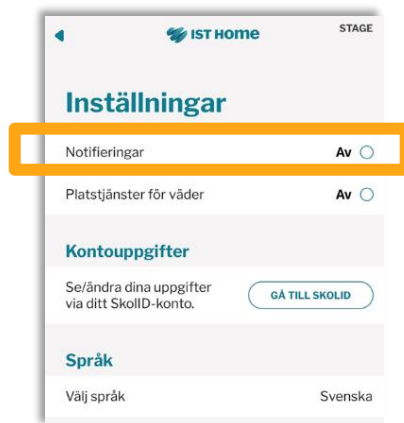 IST Home
STAGE
Inställningar
Notifieringar Av
Platstjänster för väder Av
Kontouppgifter
Se/ändra dina uppgifter
via ditt SkolID-konto.
GÅ TILL SKOLID
Språk
Välj språk Svenska